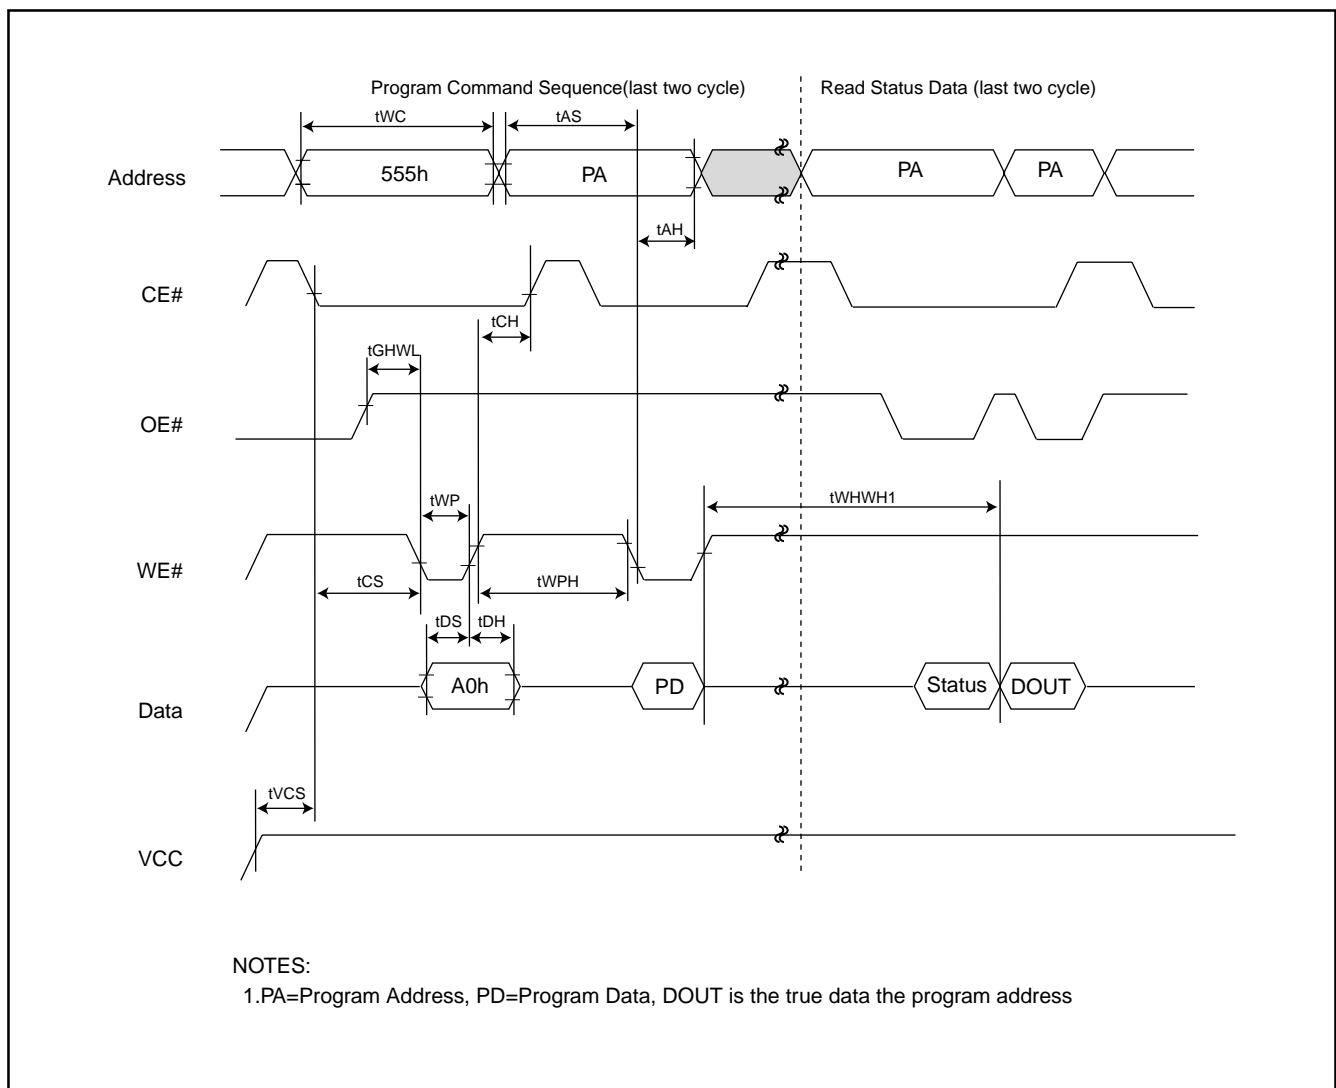 Program Command Sequence(last two cycle) Read Status Data (last two cycle)
tWC tAS
Address 555h PA PA PA
tAH
CE#
tCH
tGHWL
OE#
tWP tWHWH1
WE#
tCS tWPH
tDS tDH
Data A0h PD Status DOUT
tVCS
VCC
NOTES:
1.PA=Program Address, PD=Program Data, DOUT is the true data the program address